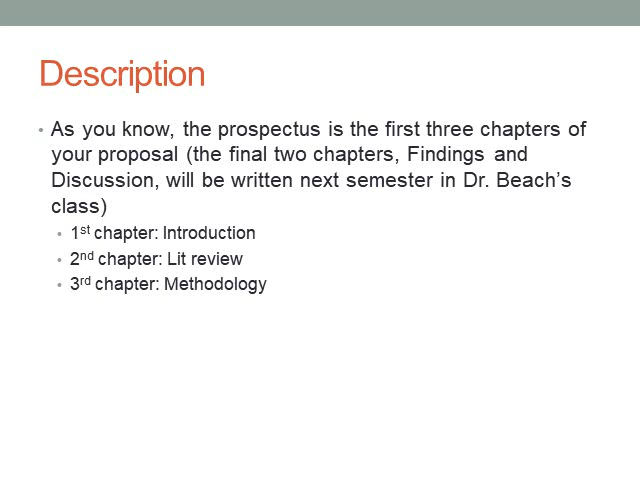 Description
• As you know, the prospectus is the first three chapters of
your proposal (the final two chapters, Findings and
Discussion, will be written next semester in Dr. Beach’s
class)
• 1st chapter: Introduction
• 2nd chapter: Lit review
• 3rd chapter: Methodology